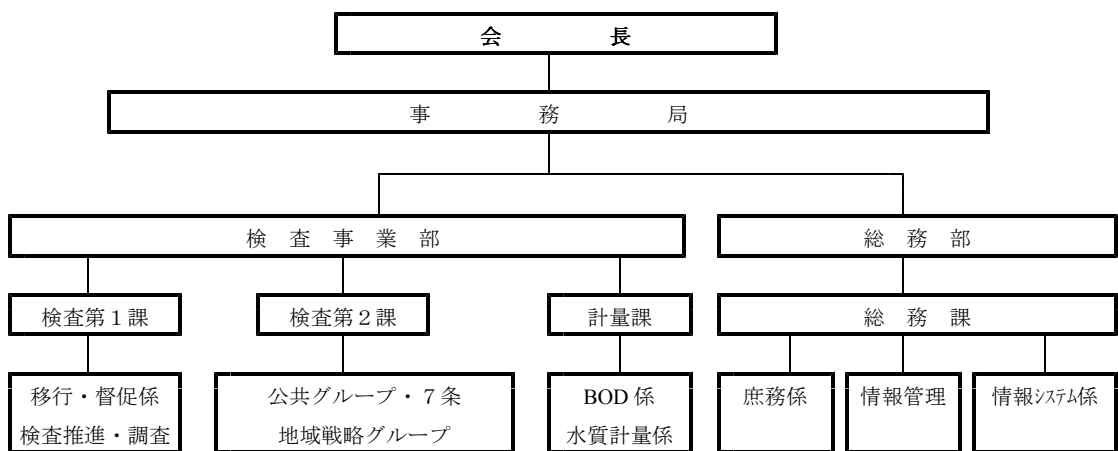 会　長
事　務　局
検　査　事　業　部
総　務　部
検査第１課
検査第２課
計量課
総　務　課
移行・督促係
検査推進・調査
公共グループ・７条
地域戦略グループ
BOD 係
水質計量係
庶務係
情報管理
情報ｼｽﾃﾑ係